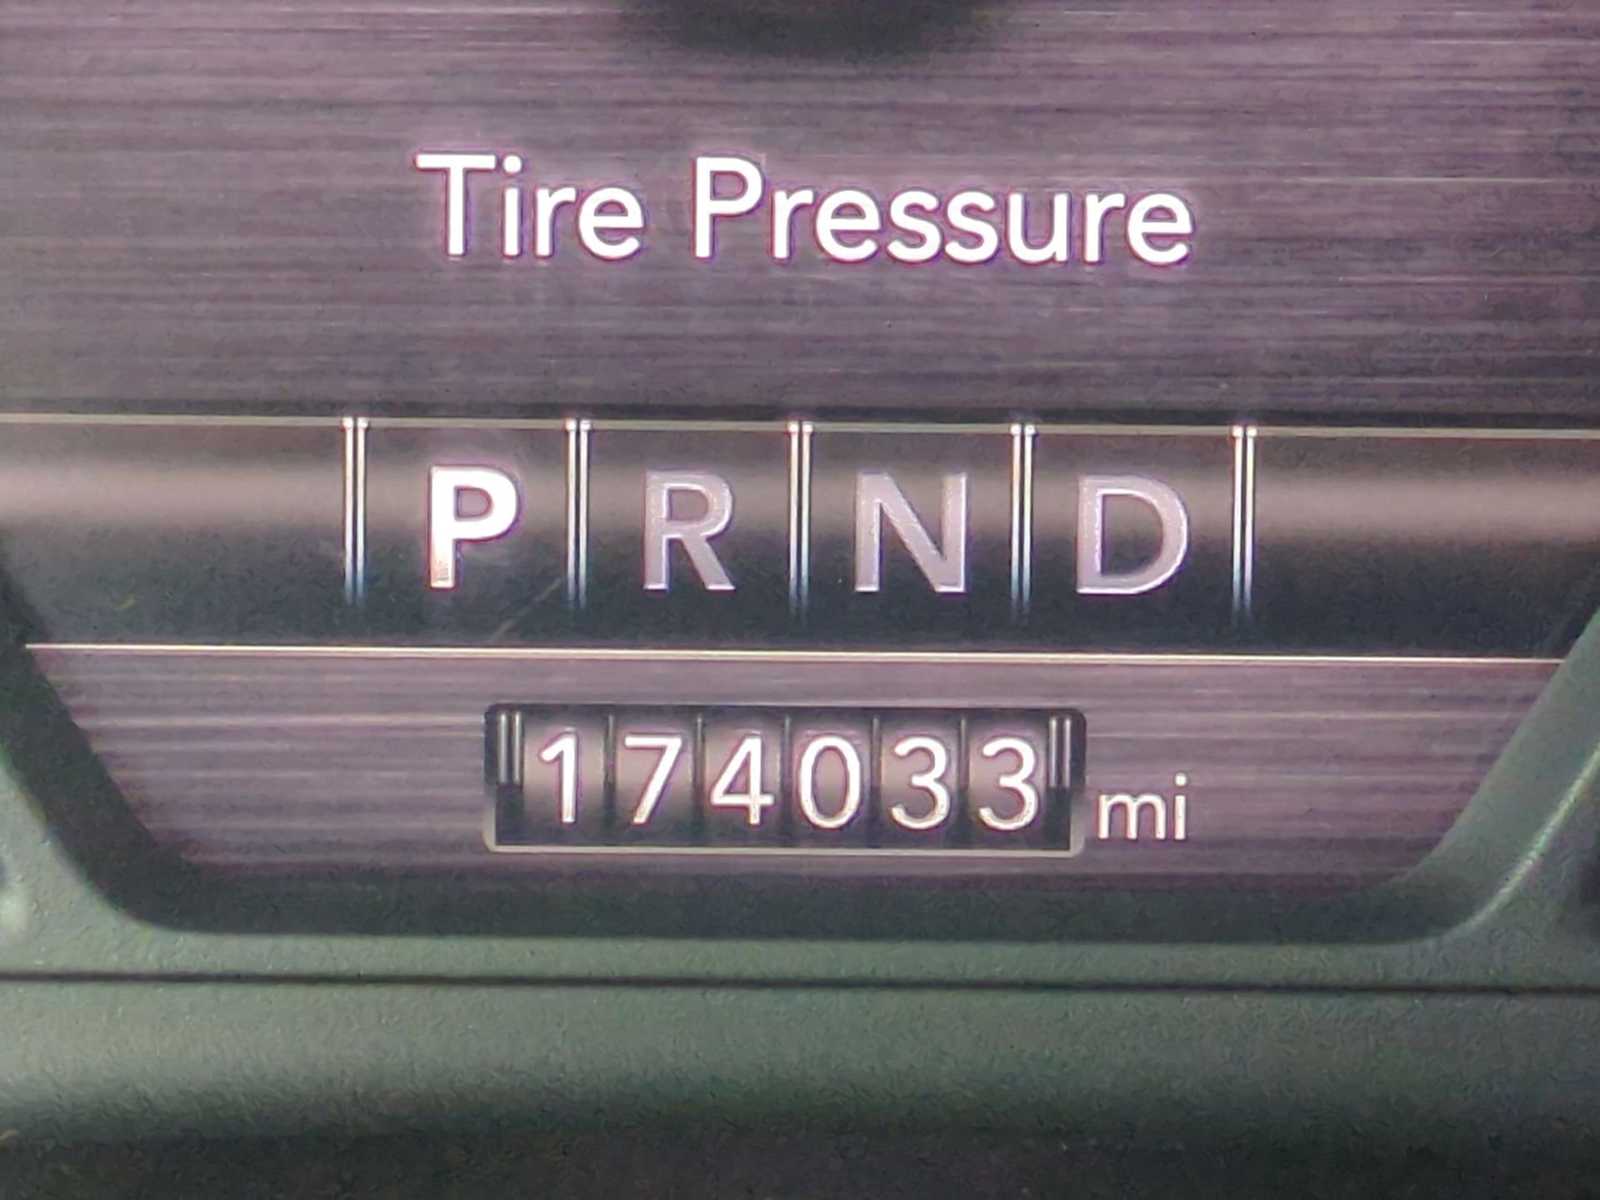 Tire Pressure
P R N D
174033 mi